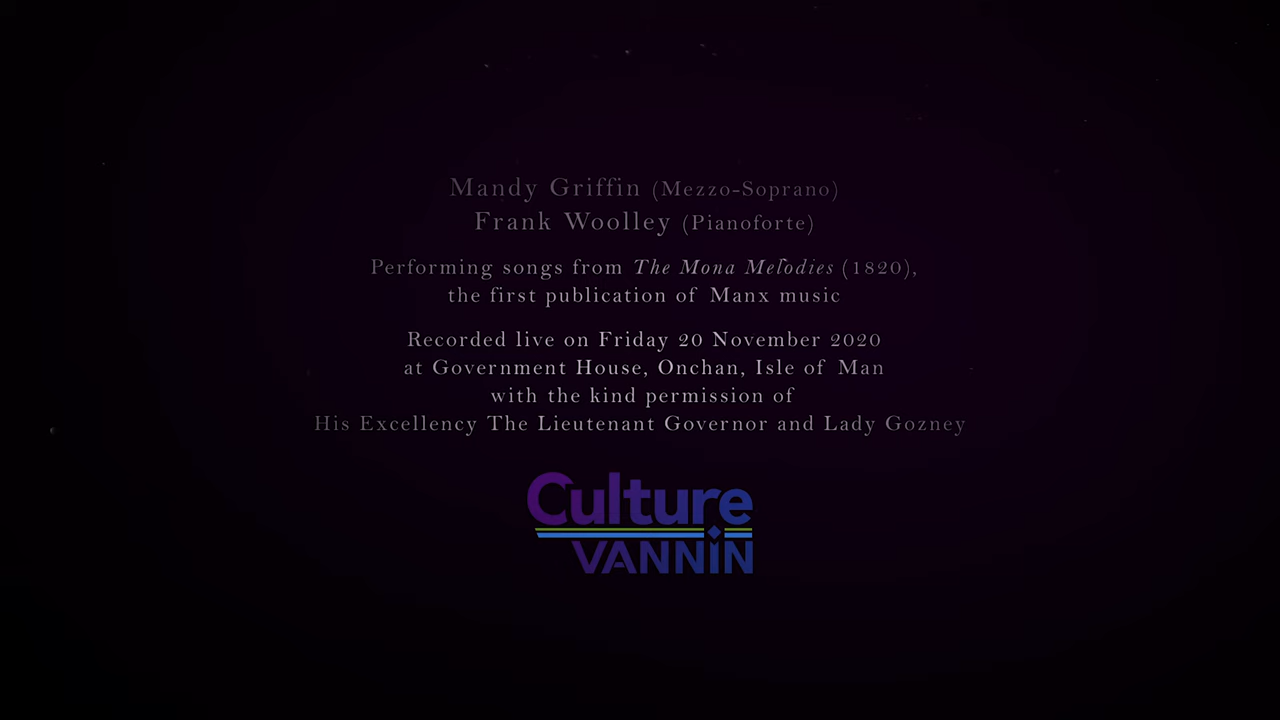 Mandy Griffin (Mezzo-Soprano)
Frank Woolley (Pianoforte)
Performing songs from The Mona Melodies (1820),
the first publication of Manx music
Recorded live on Friday 20 November 2020
at Government House, Onchan, Isle of Man
with the kind permission of
His Excellency The Lieutenant Governor and Lady Gozney
Culture
VANNIN